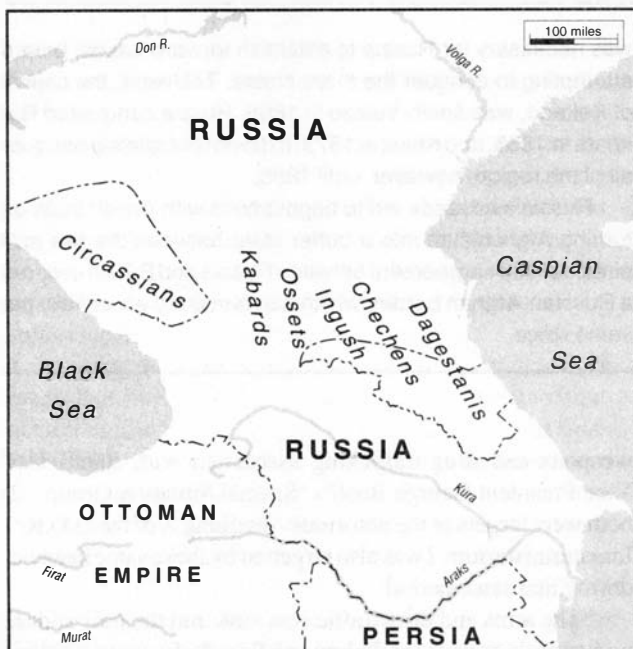 100 miles
Don R.
Volga R.
RUSSIA
Circassians
Kabards
Ossets
Ingush
Chechens
Dagestanis
Caspian
Sea
Black
Sea
RUSSIA
Kura
OTTOMAN
EMPIRE
Firat
Araks
Murat
PERSIA